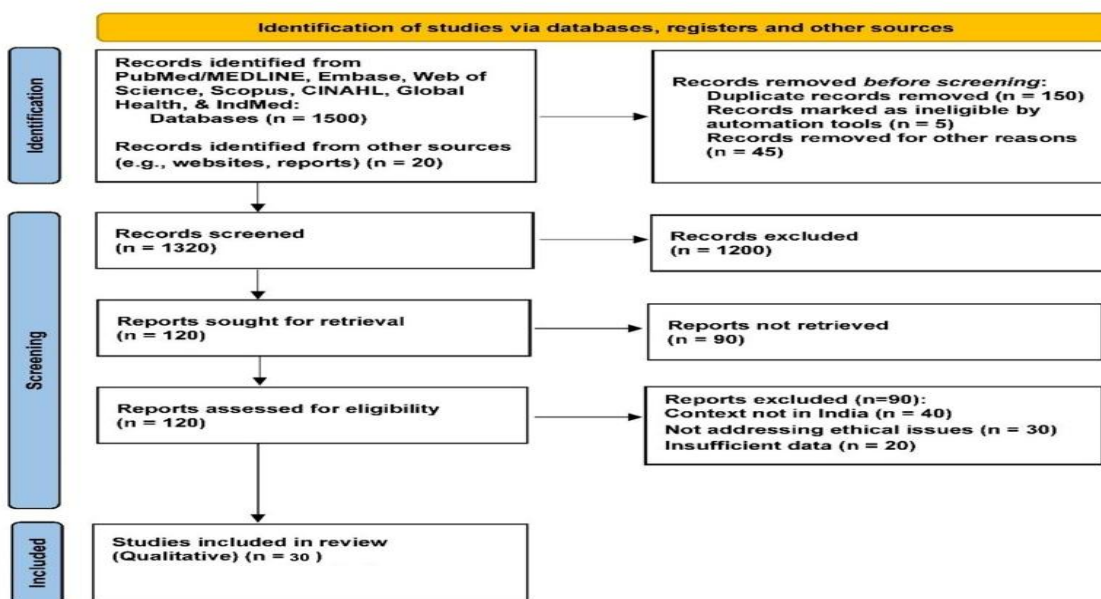 Identification of studies via databases, registers and other sources
Identification
Records identified from
PubMed/MEDLINE, Embase, Web of
Science, Scopus, CINAHL, Global
Health, & IndMed:
Databases (n = 1500)
Records identified from other sources
(e.g., websites, reports) (n = 20)
Records removed before screening:
Duplicate records removed (n = 150)
Records marked as ineligible by
automation tools (n = 5)
Records removed for other reasons
(n = 45)
Screening
Records screened
(n = 1320)
Records excluded
(n = 1200)
Reports sought for retrieval
(n = 120)
Reports not retrieved
(n = 90)
Reports assessed for eligibility
(n = 120)
Reports excluded (n=90):
Context not in India (n = 40)
Not addressing ethical issues (n = 30)
Insufficient data (n = 20)
Included
Studies included in review
(Qualitative) (n = 30 )